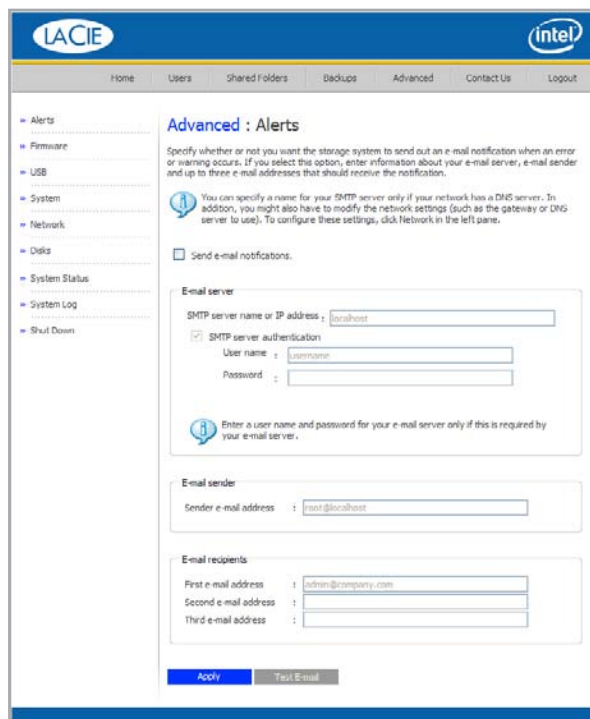 LACIE
intel
Home Users Shared Folders Backups Advanced Contact Us Logout
» Alerts
» Firmware
» USB
» System
» Network
» Disks
» System Status
» System Log
» Shut Down
Advanced : Alerts
Specify whether or not you want the storage system to send out an e-mail notification when an error
or warning occurs. If you select this option, enter information about your e-mail server, e-mail sender
and up to three e-mail addresses that should receive the notification.
You can specify a name for your SMTP server only if your network has a DNS server. In
addition, you might also have to modify the network settings (such as the gateway or DNS
server to use). To configure these settings, click Network in the left pane.
Send e-mail notifications.
E-mail server
SMTP server name or IP address : localhost
SMTP server authentication
User name : username
Password :
Enter a user name and password for your e-mail server only if this is required by
your e-mail server.
E-mail sender
Sender e-mail address : root@localhost
E-mail recipients
First e-mail address : admin@company.com
Second e-mail address :
Third e-mail address :
Apply Test E-mail